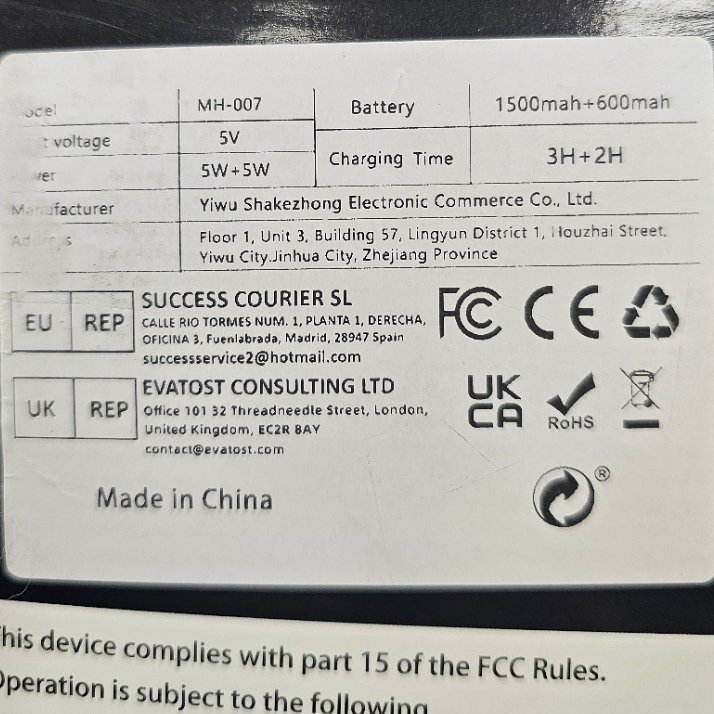 MH-007
Battery
1500mah+600mah
voltage
5V
Charging Time
3H+2H
5W+5W
Manufacturer
Yiwu Shakezhong Electronic Commerce Co., Ltd.
Floor 1, Unit 3, Building 57, Lingyun District 1, Houzhai Street,
Yiwu City.Jinhua City, Zhejiang Province
EU REP
SUCCESS COURIER SL
CALLE RIO TORMES NUM. 1, PLANTA 1, DERECHA,
OFICINA 3, Fuenlabrada, Madrid, 28947 Spain
successservice2@hotmail.com
FC CE
UK REP
EVATOST CONSULTING LTD
Office 101 32 Threadneedle Street, London,
United Kingdom, EC2R 8AY
contact@evatost.com
UK
CA
RoHS
®
Made in China
This device complies with part 15 of the FCC Rules.
Operation is subject to the following